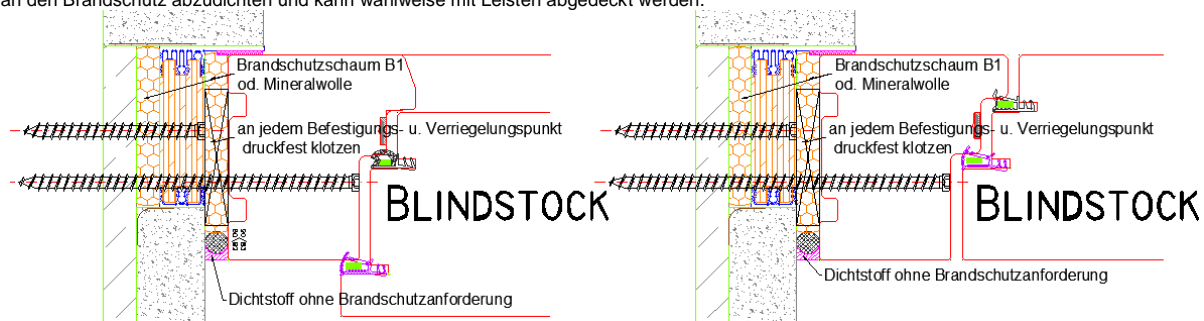 an den Brandschutz abzudichten und kann wahlweise mit Leisten abgedeckt werden.
Brandschutzschaum B1
od. Mineralwolle
an jedem Befestigungs- u. Verriegelungspunkt
druckfest klotzen
BLINDSTOCK
Dichtstoff ohne Brandschutzanforderung
Brandschutzschaum B1
od. Mineralwolle
an jedem Befestigungs- u. Verriegelungspunkt
druckfest klotzen
BLINDSTOCK
Dichtstoff ohne Brandschutzanforderung